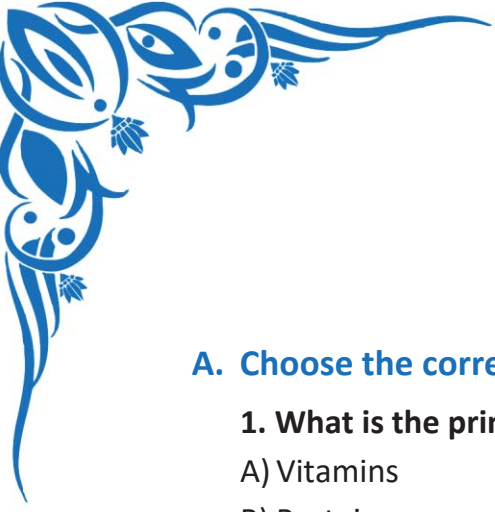 A. Choose the corre
1. What is the prin
A) Vitamins